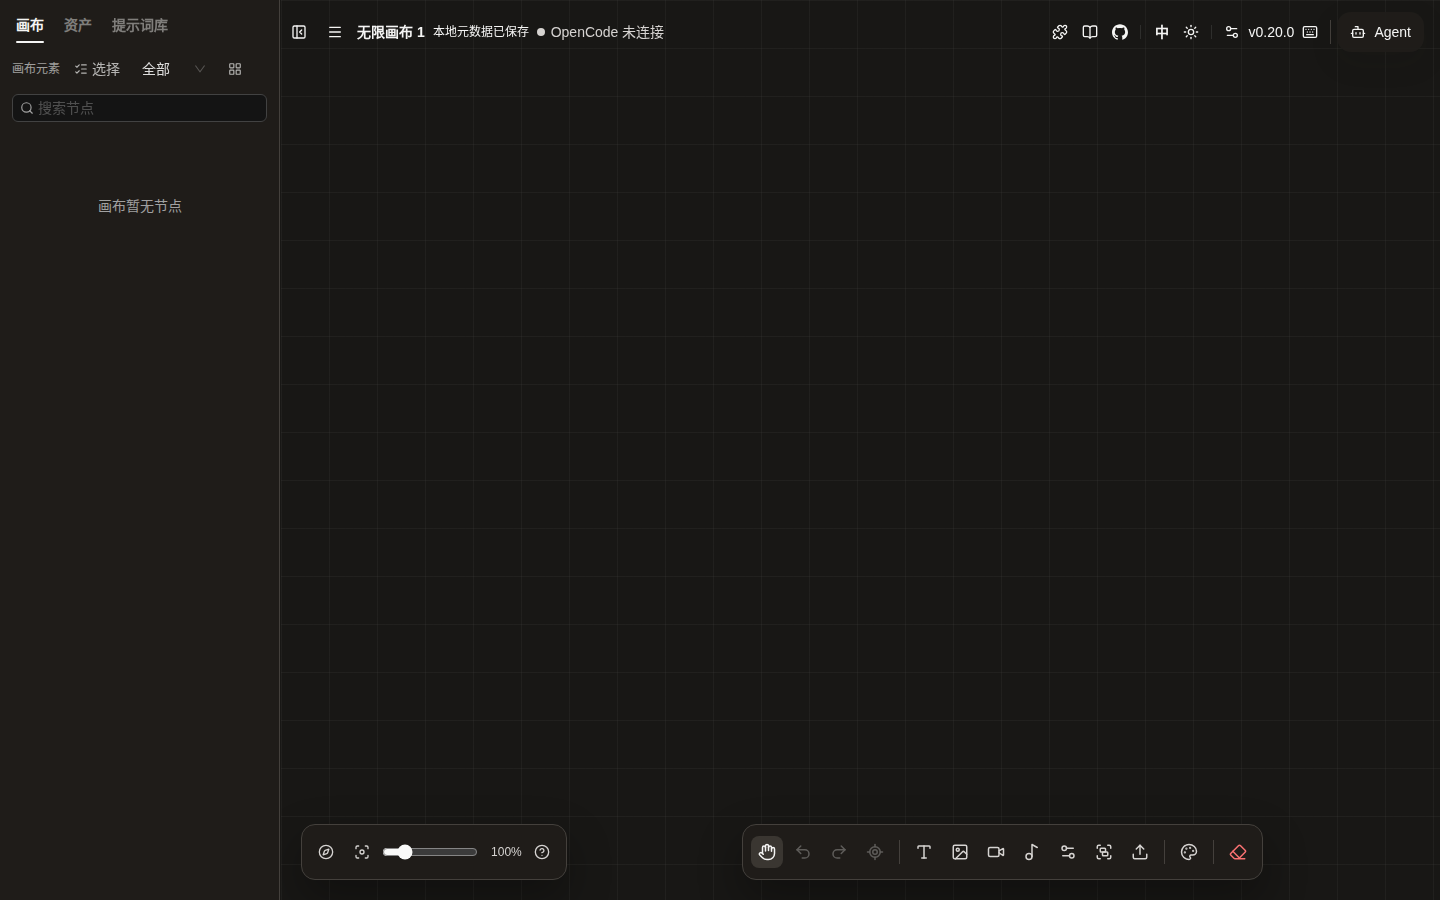 画布 资产 提示词库
画布元素 选择 全部
搜索节点
画布暂无节点
无限画布 1 本地元数据已保存 OpenCode 未连接
中 v0.20.0 Agent
100%